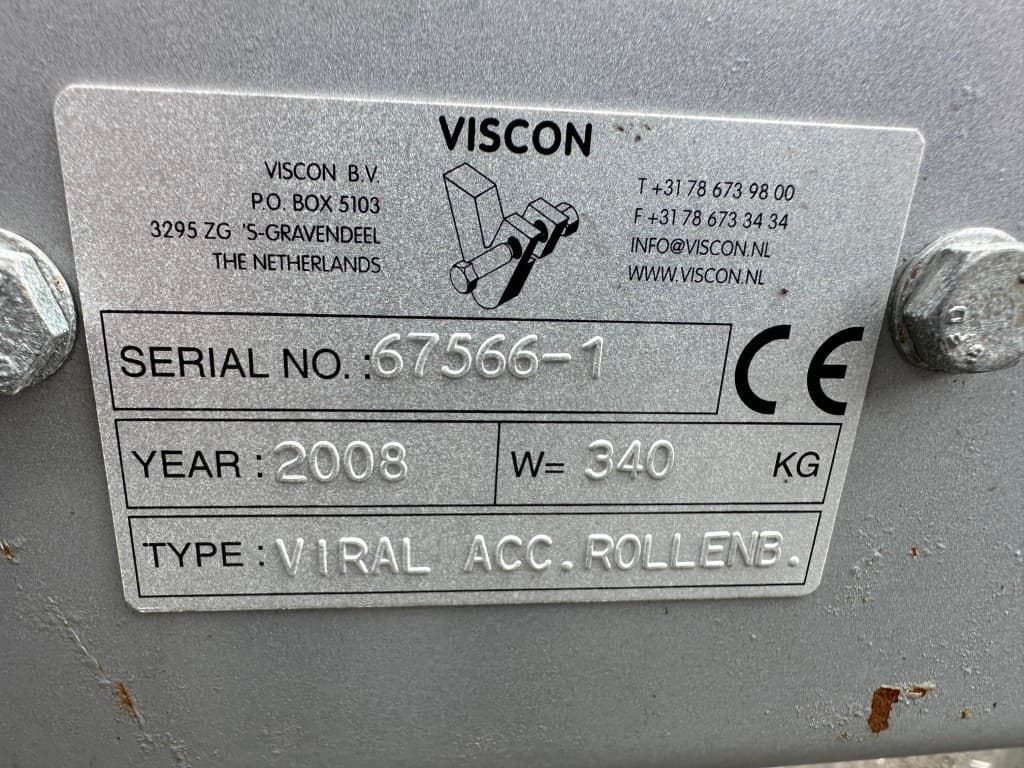 VISCON
VISCON B.V.
P.O. BOX 5103
3295 ZG 'S-GRAVENDEEL
THE NETHERLANDS
T +31 78 673 98 00
F +31 78 673 34 34
INFO@VISCON.NL
WWW.VISCON.NL
SERIAL NO. :67566-1
CE
YEAR : 2008 W= 340 KG
TYPE : VIRAL ACC.ROLLENB.